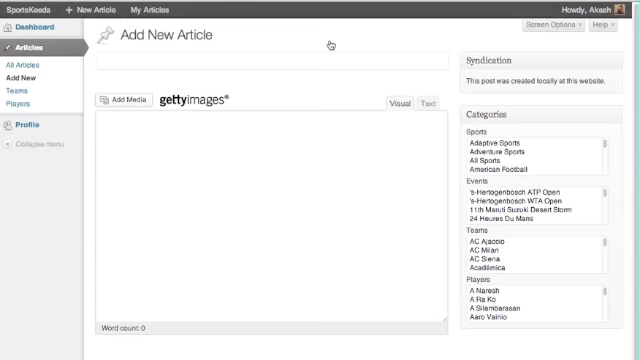 SportsKeeda + New Article My Articles Howdy, Akash
Screen Options Help
Dashboard
Articles
All Articles
Add New
Teams
Players
Profile
Collapse menu
Add New Article
Add Media gettyimages® Visual Text
Word count: 0
Syndication
This post was created locally at this website.
Categories
Sports
Adaptive Sports
Adventure Sports
All Sports
American Football
Events
's-Hertogenbosch ATP Open
's-Hertogenbosch WTA Open
11th Maruti Suzuki Desert Storm
24 Heures Du Mans
Teams
AC Ajaccio
AC Milan
AC Siena
Académica
Players
A Naresh
A Ra Ko
A Silambarasan
Aaro Vainio